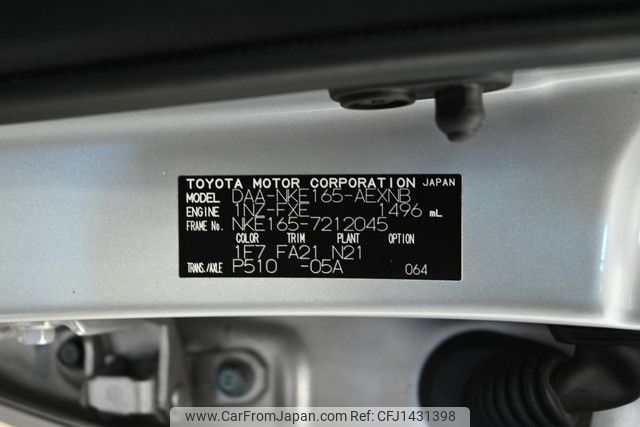 TOYOTA MOTOR CORPORATION JAPAN
MODEL DAA-NKE165-AEXNB
ENGINE 1NZ-FXE 1496 mL
FRAME No. NKE165-7212045
COLOR TRIM PLANT OPTION
1F7 FA21 N21
TRANS./AXLE P510 -05A 064
www.CarFromJapan.com Ref: CFJ1431398